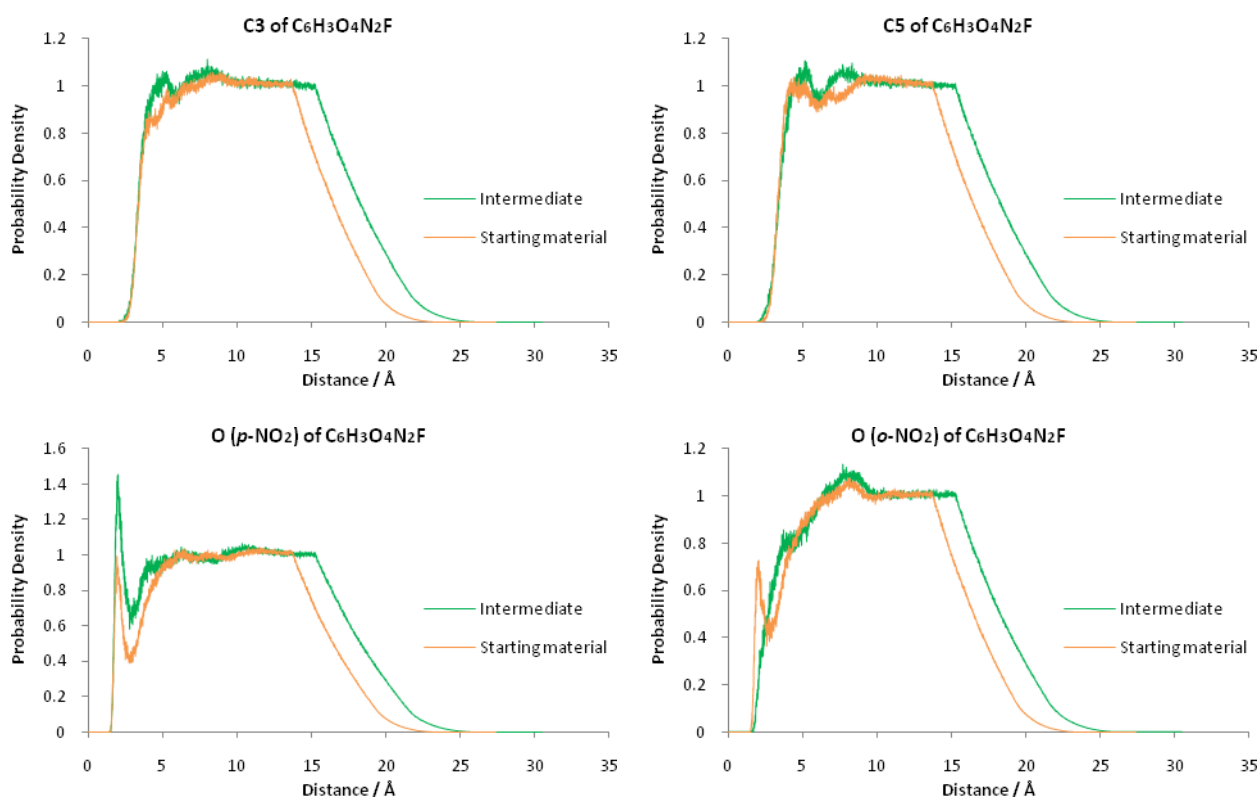 C3 of C6H3O4N2F
Probability Density
1.2
1
0.8
0.6
0.4
0.2
0
0 5 10 15 20 25 30 35
Distance / Å
Intermediate
Starting material
C5 of C6H3O4N2F
Probability Density
1.2
1
0.8
0.6
0.4
0.2
0
0 5 10 15 20 25 30 35
Distance / Å
Intermediate
Starting material
O (p-NO2) of C6H3O4N2F
Probability Density
1.6
1.4
1.2
1
0.8
0.6
0.4
0.2
0
0 5 10 15 20 25 30 35
Distance / Å
Intermediate
Starting material
O (o-NO2) of C6H3O4N2F
Probability Density
1.2
1
0.8
0.6
0.4
0.2
0
0 5 10 15 20 25 30 35
Distance / Å
Intermediate
Starting material